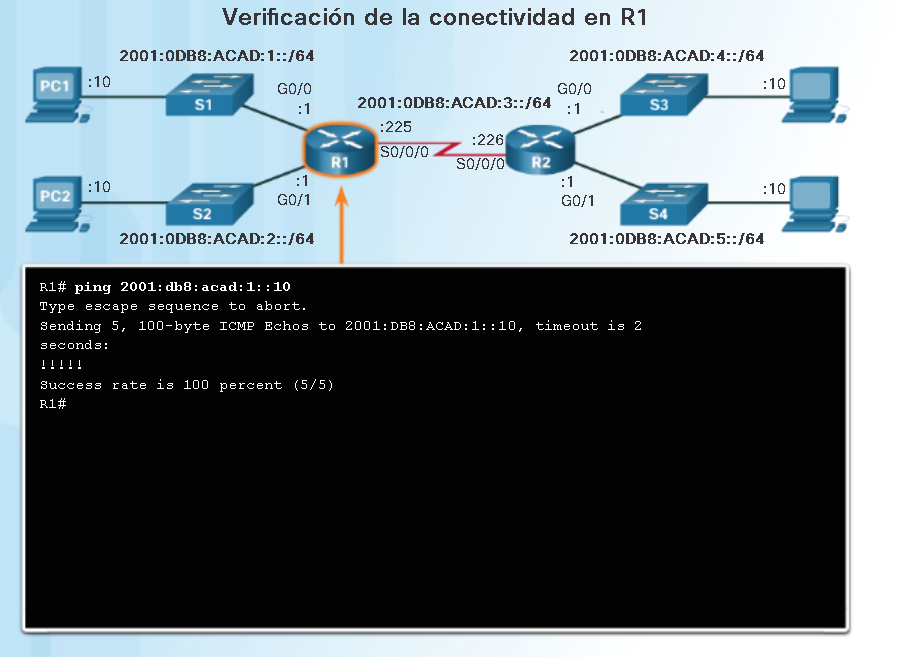 Verificación de la conectividad en R1
2001:0DB8:ACAD:1::/64
2001:0DB8:ACAD:4::/64
PC1
:10
S1
G0/0
:1
2001:0DB8:ACAD:3::/64
G0/0
:1
S3
:10
:225
S0/0/0
:226
S0/0/0
R1
R2
PC2
:10
S2
:1
G0/1
:1
G0/1
S4
:10
2001:0DB8:ACAD:2::/64
2001:0DB8:ACAD:5::/64
R1# ping 2001:db8:acad:1::10
Type escape sequence to abort.
Sending 5, 100-byte ICMP Echos to 2001:DB8:ACAD:1::10, timeout is 2
seconds:
!!!!!
Success rate is 100 percent (5/5)
R1#